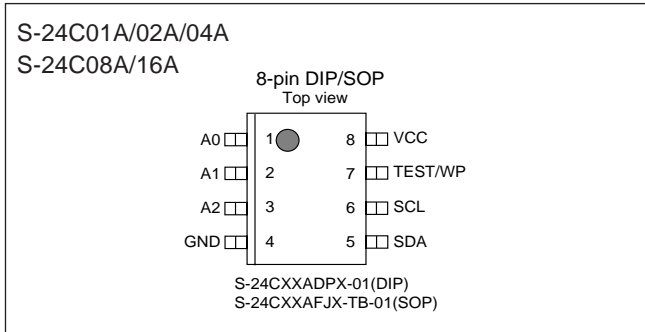 S-24C01A/02A/04A
S-24C08A/16A
8-pin DIP/SOP
Top view
A0 1 8 VCC
A1 2 7 TEST/WP
A2 3 6 SCL
GND 4 5 SDA
S-24CXXADPX-01(DIP)
S-24CXXAFJX-TB-01(SOP)